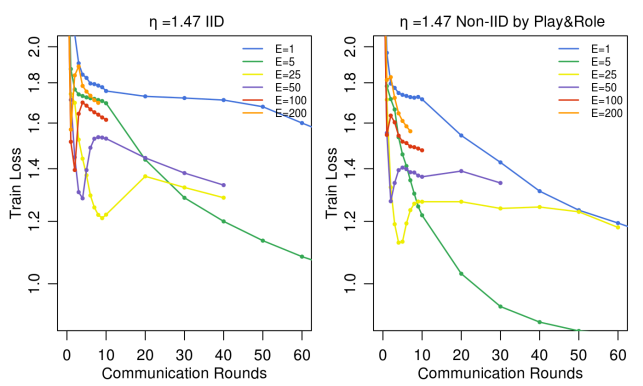 η =1.47 IID
Train Loss
2.0
1.8
1.6
1.4
1.2
1.0
E=1
E=5
E=25
E=50
E=100
E=200
0 10 20 30 40 50 60
Communication Rounds
η =1.47 Non-IID by Play&Role
Train Loss
2.0
1.8
1.6
1.4
1.2
1.0
E=1
E=5
E=25
E=50
E=100
E=200
0 10 20 30 40 50 60
Communication Rounds